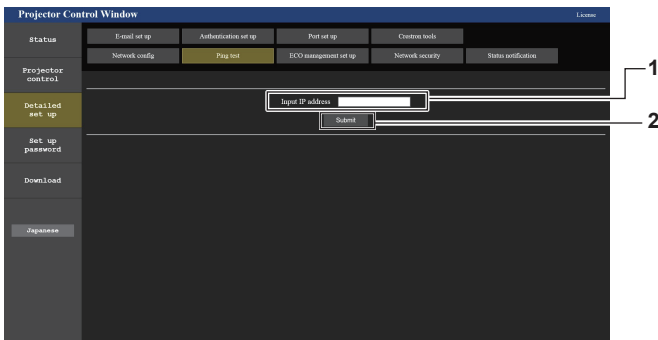 Projector Control Window
License
Status
Projector
control
Detailed
set up
Set up
password
Download
Japanese
E-mail set up
Authentication set up
Port set up
Crestron tools
Network config
Ping test
ECO management set up
Network security
Status notification
Input IP address
Submit
1
2